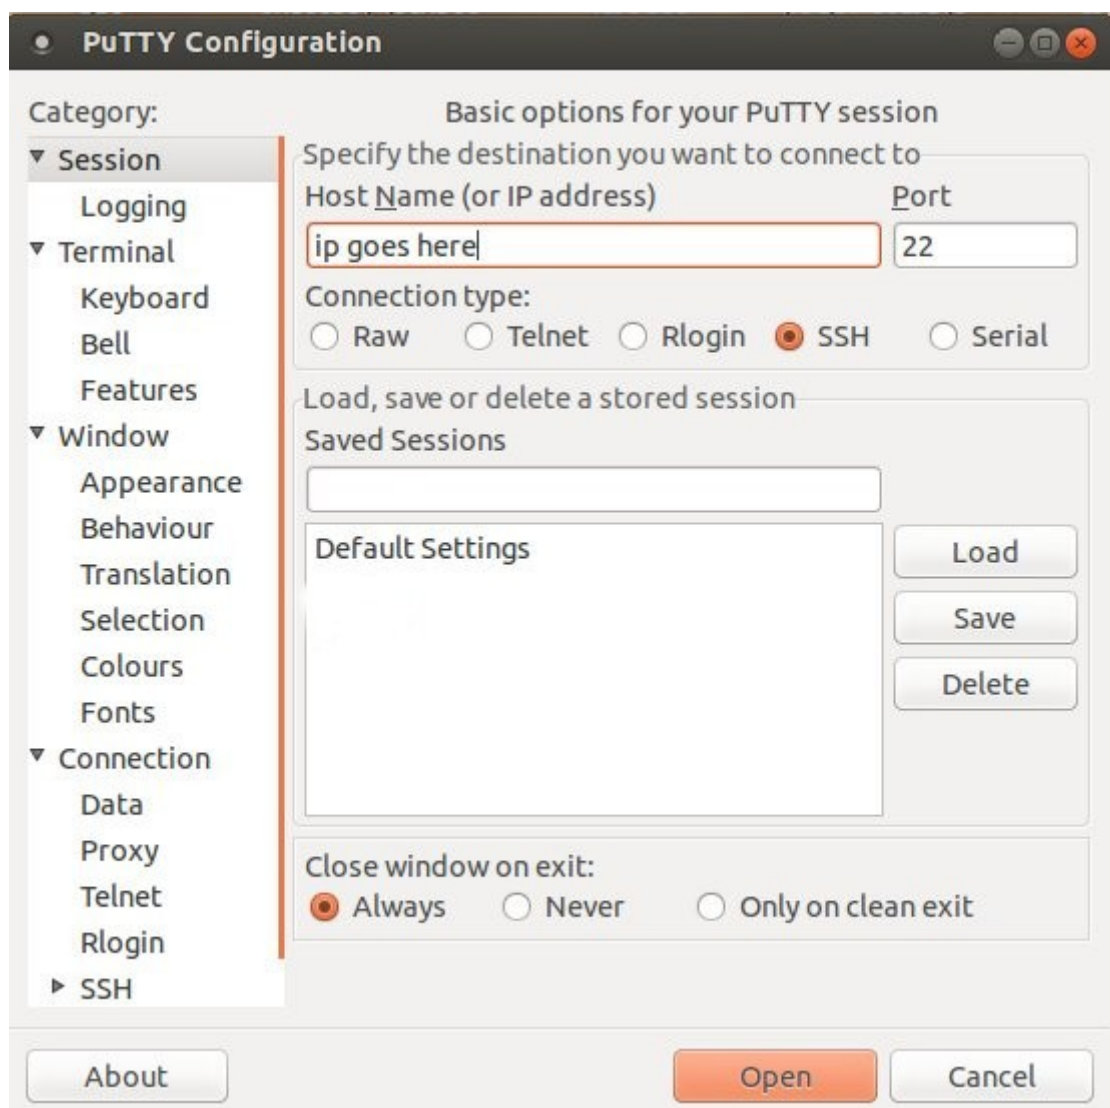 PuTTY Configuration
Category:
Session
Logging
Terminal
Keyboard
Bell
Features
Window
Appearance
Behaviour
Translation
Selection
Colours
Fonts
Connection
Data
Proxy
Telnet
Rlogin
SSH
Basic options for your PuTTY session
Specify the destination you want to connect to
Host Name (or IP address) Port
ip goes here 22
Connection type:
Raw Telnet Rlogin SSH Serial
Load, save or delete a stored session
Saved Sessions
Default Settings
Load
Save
Delete
Close window on exit:
Always Never Only on clean exit
About Open Cancel